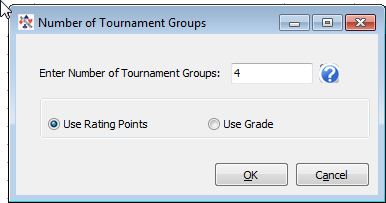 Number of Tournament Groups
Enter Number of Tournament Groups: 4 ?
Use Rating Points Use Grade
OK Cancel